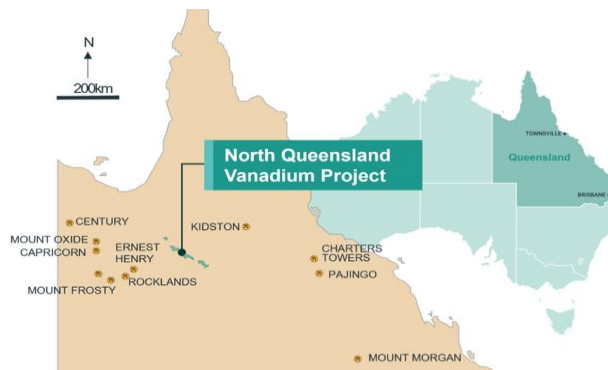 N
200km
North Queensland
Vanadium Project
TOWNSVILLE
Queensland
BRISBANE
CENTURY
KIDSTON
MOUNT OXIDE
CAPRICORN
ERNEST
HENRY
CHARTERS
TOWERS
PAJINGO
MOUNT FROSTY
ROCKLANDS
MOUNT MORGAN